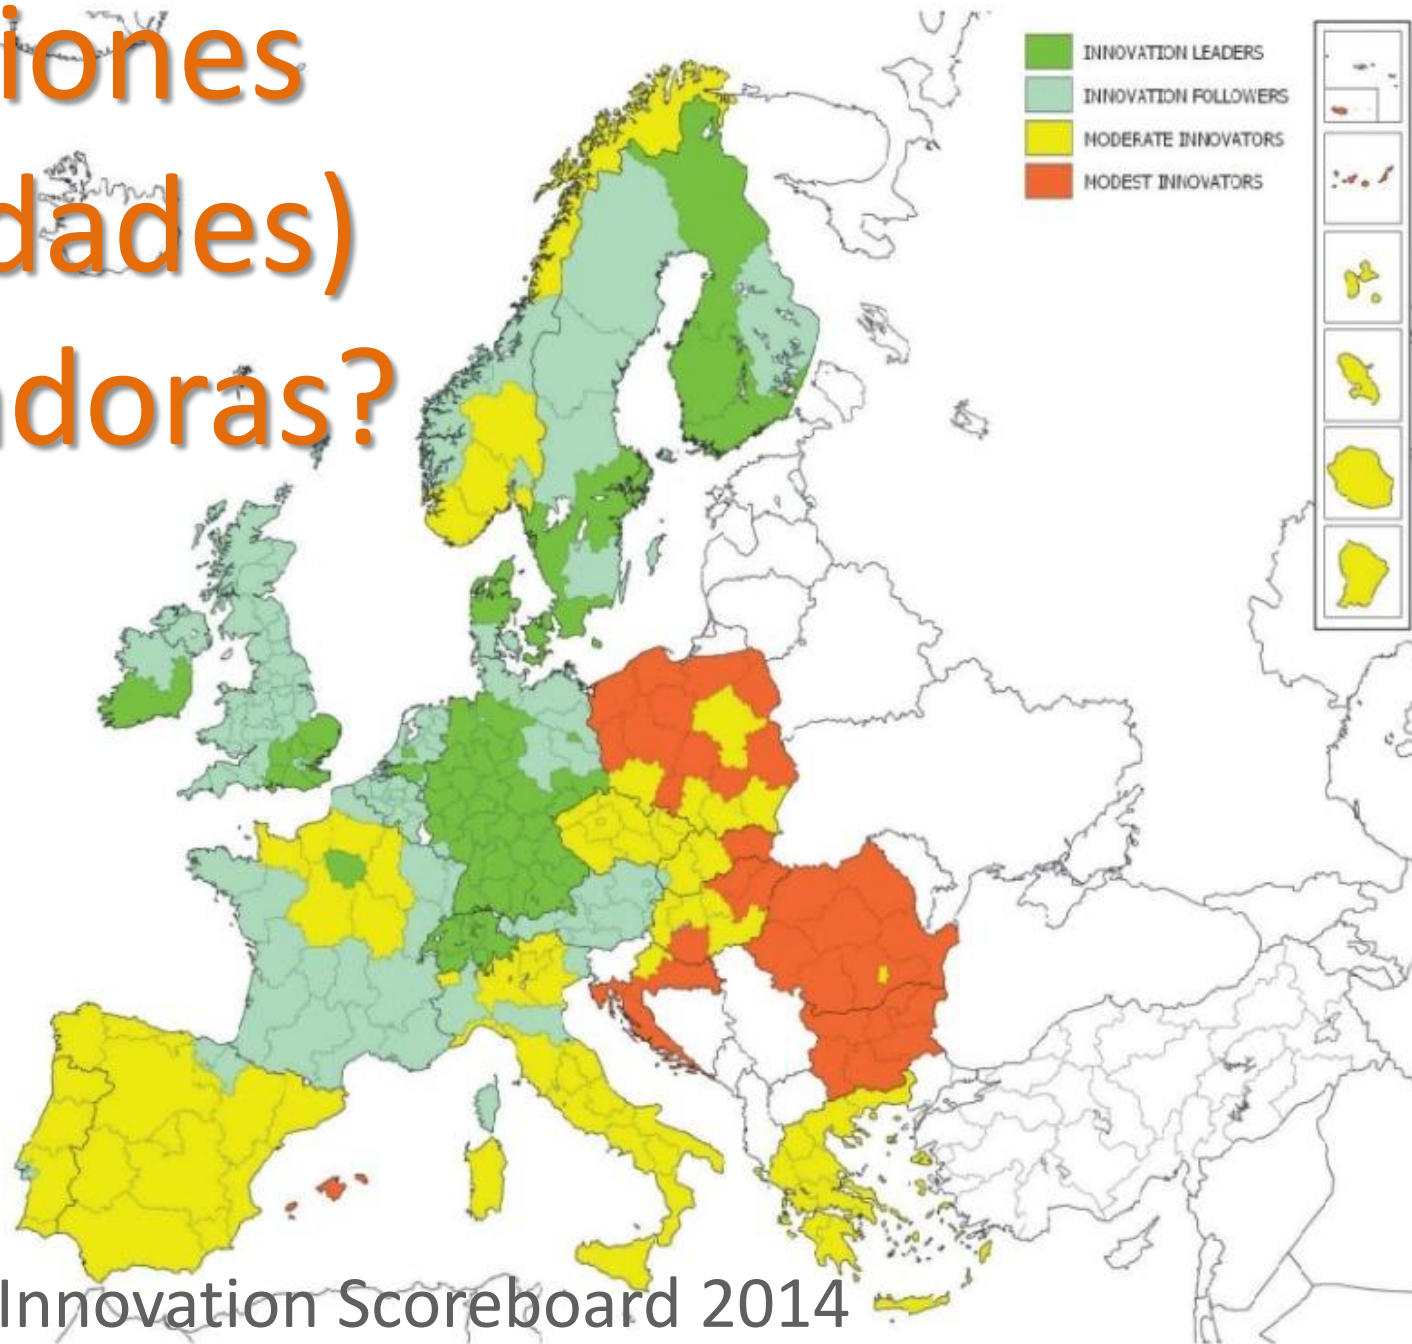 iones
dades)
adoras?
INNOVATION LEADERS
INNOVATION FOLLOWERS
MODERATE INNOVATORS
MODEST INNOVATORS
Innovation Scoreboard 2014